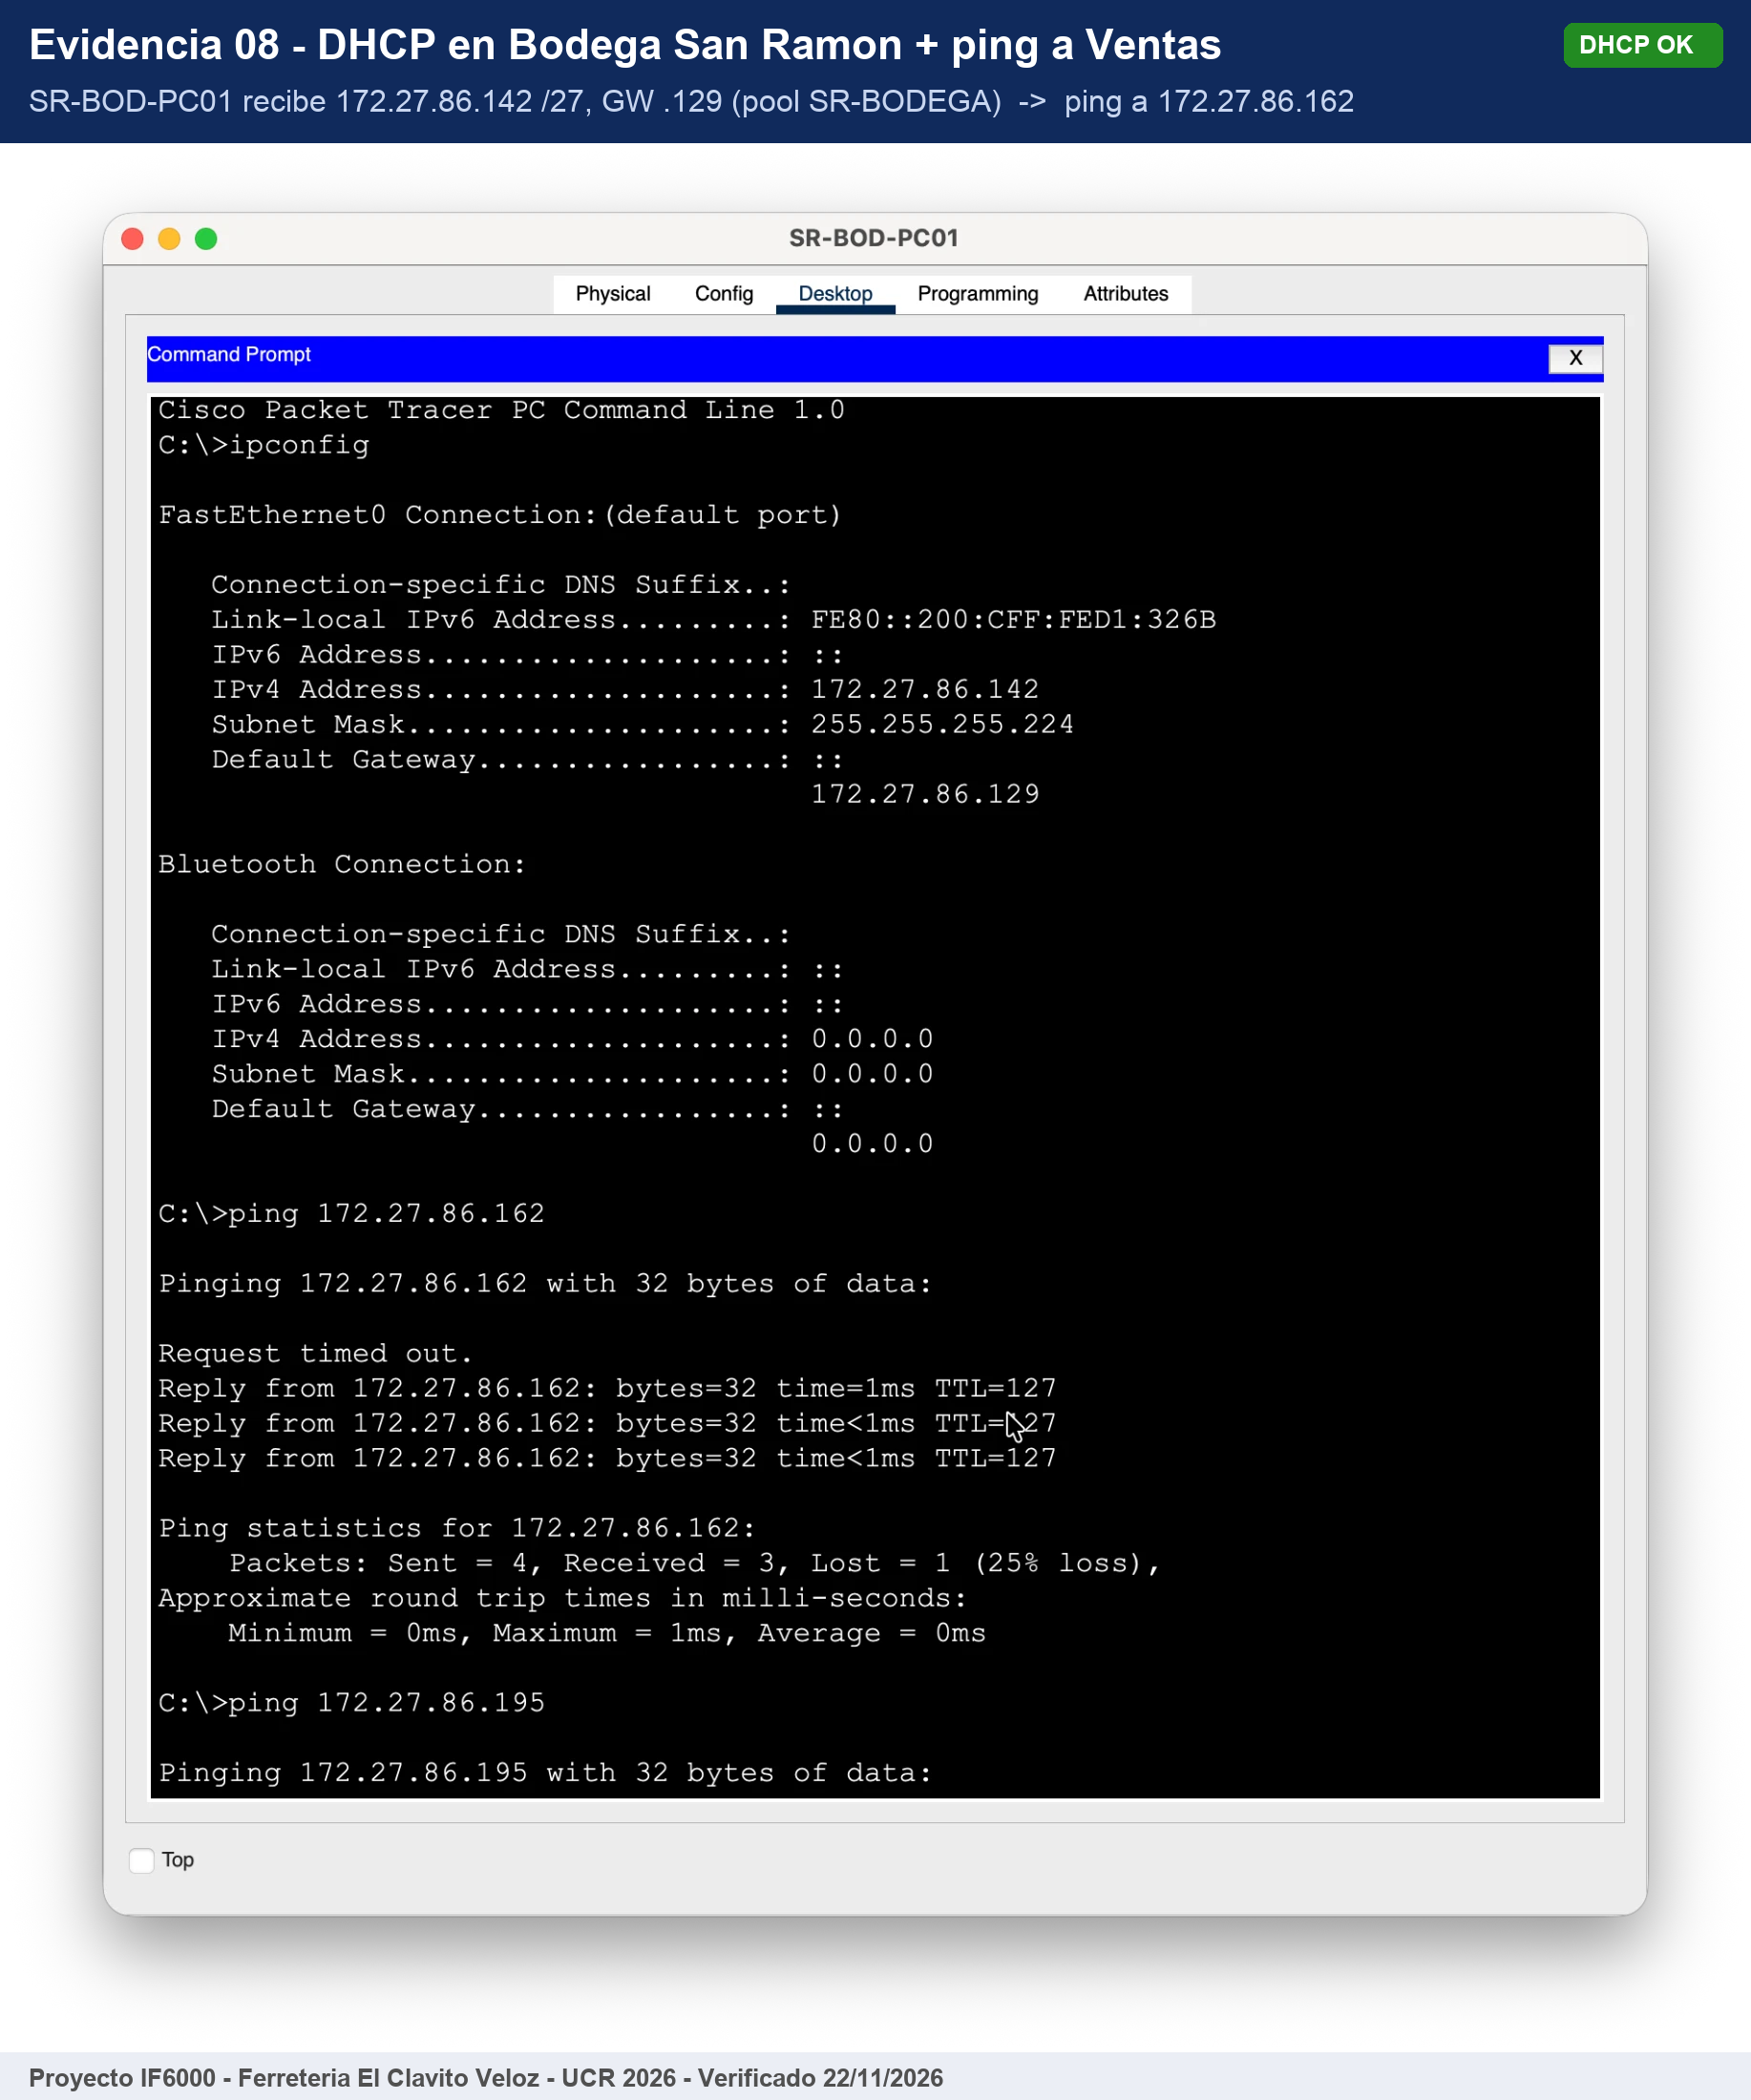 Evidencia 08 - DHCP en Bodega San Ramon + ping a Ventas
DHCP OK
SR-BOD-PC01 recibe 172.27.86.142 /27, GW .129 (pool SR-BODEGA)  ->  ping a 172.27.86.162
SR-BOD-PC01
Physical Config Desktop Programming Attributes
Command Prompt
X
Cisco Packet Tracer PC Command Line 1.0
C:\>ipconfig
FastEthernet0 Connection:(default port)
Connection-specific DNS Suffix..:
Link-local IPv6 Address.........: FE80::200:CFF:FED1:326B
IPv6 Address....................: ::
IPv4 Address....................: 172.27.86.142
Subnet Mask.....................: 255.255.255.224
Default Gateway.................: ::
172.27.86.129
Bluetooth Connection:
Connection-specific DNS Suffix..:
Link-local IPv6 Address.........: ::
IPv6 Address....................: ::
IPv4 Address....................: 0.0.0.0
Subnet Mask.....................: 0.0.0.0
Default Gateway.................: ::
0.0.0.0
C:\>ping 172.27.86.162
Pinging 172.27.86.162 with 32 bytes of data:
Request timed out.
Reply from 172.27.86.162: bytes=32 time=1ms TTL=127
Reply from 172.27.86.162: bytes=32 time<1ms TTL=127
Reply from 172.27.86.162: bytes=32 time<1ms TTL=127
Ping statistics for 172.27.86.162:
Packets: Sent = 4, Received = 3, Lost = 1 (25% loss),
Approximate round trip times in milli-seconds:
Minimum = 0ms, Maximum = 1ms, Average = 0ms
C:\>ping 172.27.86.195
Pinging 172.27.86.195 with 32 bytes of data:
Top
Proyecto IF6000 - Ferreteria El Clavito Veloz - UCR 2026 - Verificado 22/11/2026